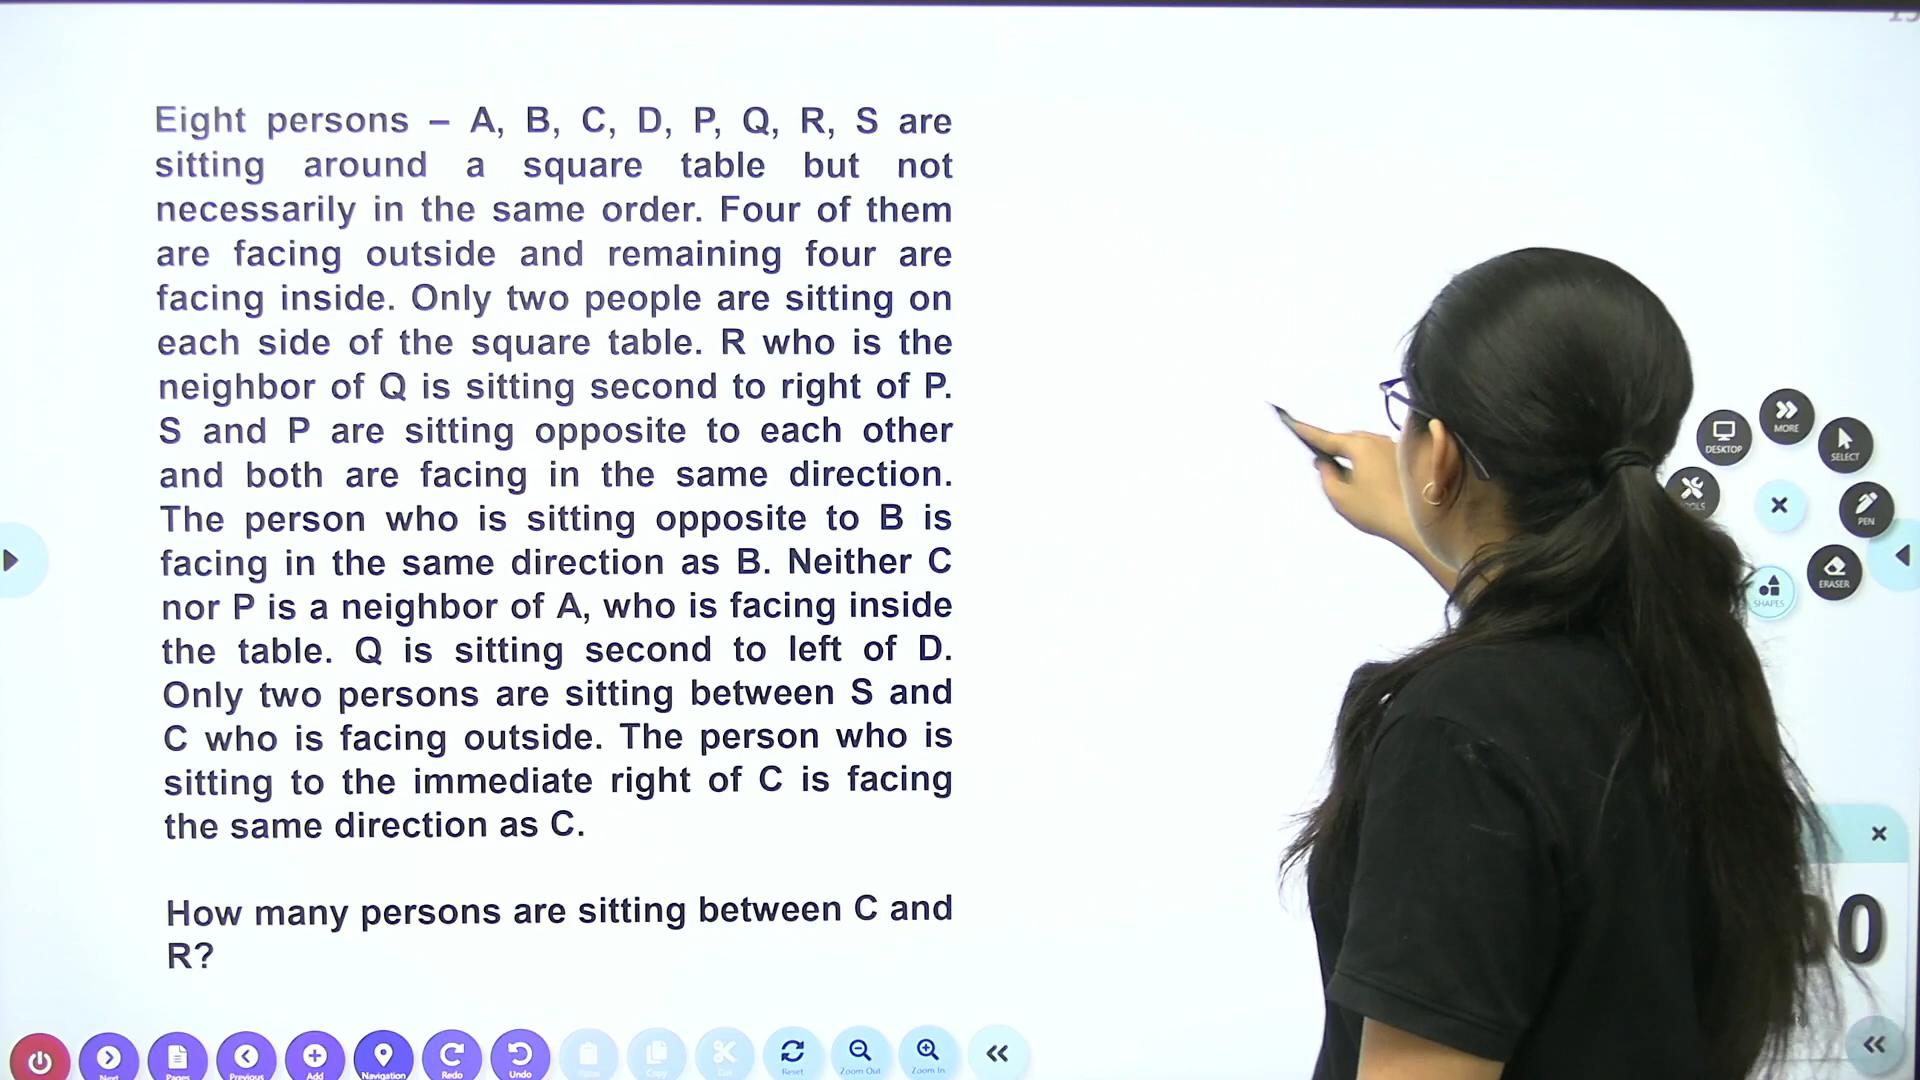 Eight persons – A, B, C, D, P, Q, R, S are
sitting around a square table but not
necessarily in the same order. Four of them
are facing outside and remaining four are
facing inside. Only two people are sitting on
each side of the square table. R who is the
neighbor of Q is sitting second to right of P.
S and P are sitting opposite to each other
and both are facing in the same direction.
The person who is sitting opposite to B is
facing in the same direction as B. Neither C
nor P is a neighbor of A, who is facing inside
the table. Q is sitting second to left of D.
Only two persons are sitting between S and
C who is facing outside. The person who is
sitting to the immediate right of C is facing
the same direction as C.
How many persons are sitting between C and
R?
MORE
DESKTOP
SELECT
PEN
ERASER
SHAPES
0
Next
Pages
Previous
Add
Navigation
Redo
Undo
Copy
Cut
Reset
Zoom Out
Zoom In